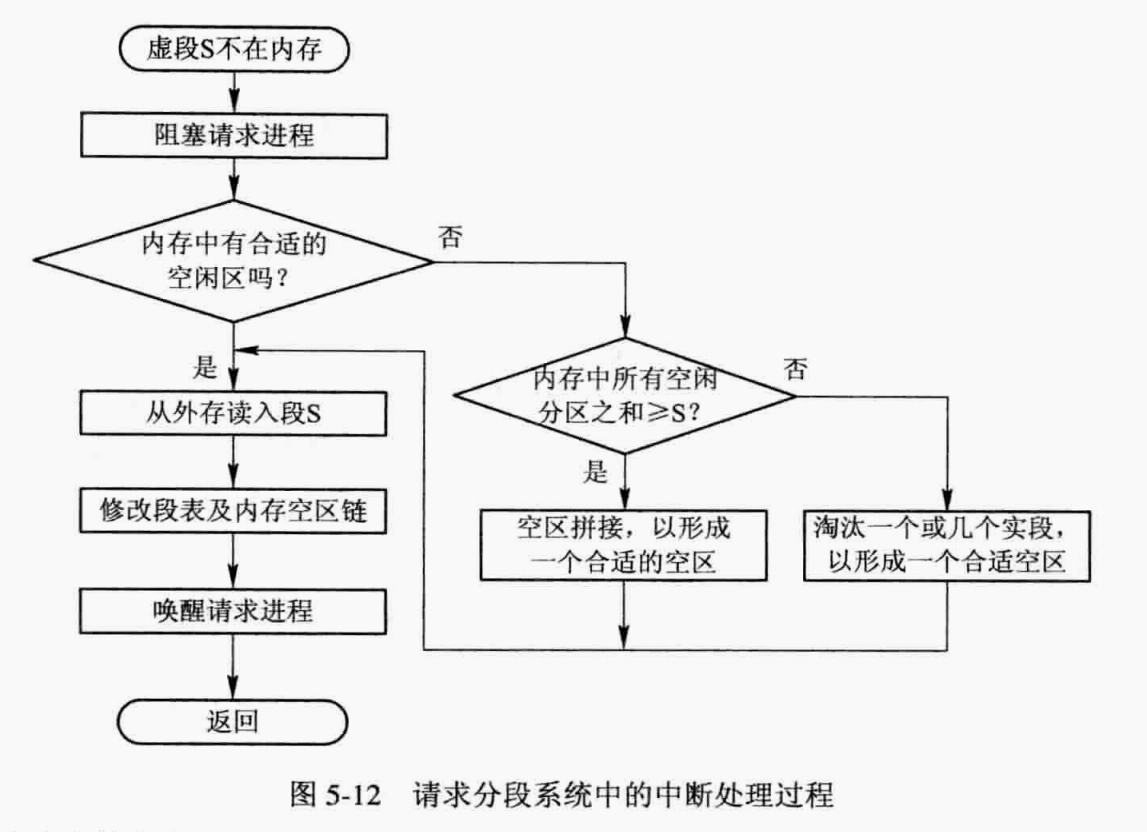 虚段S不在内存
阻塞请求进程
内存中有合适的
空闲区吗？
否
是
从外存读入段S
修改段表及内存空区链
唤醒请求进程
返回
内存中所有空闲
分区之和≥S？
否
是
空区拼接，以形成
一个合适的空区
淘汰一个或几个实段，
以形成一个合适空区
图 5-12 请求分段系统中的中断处理过程